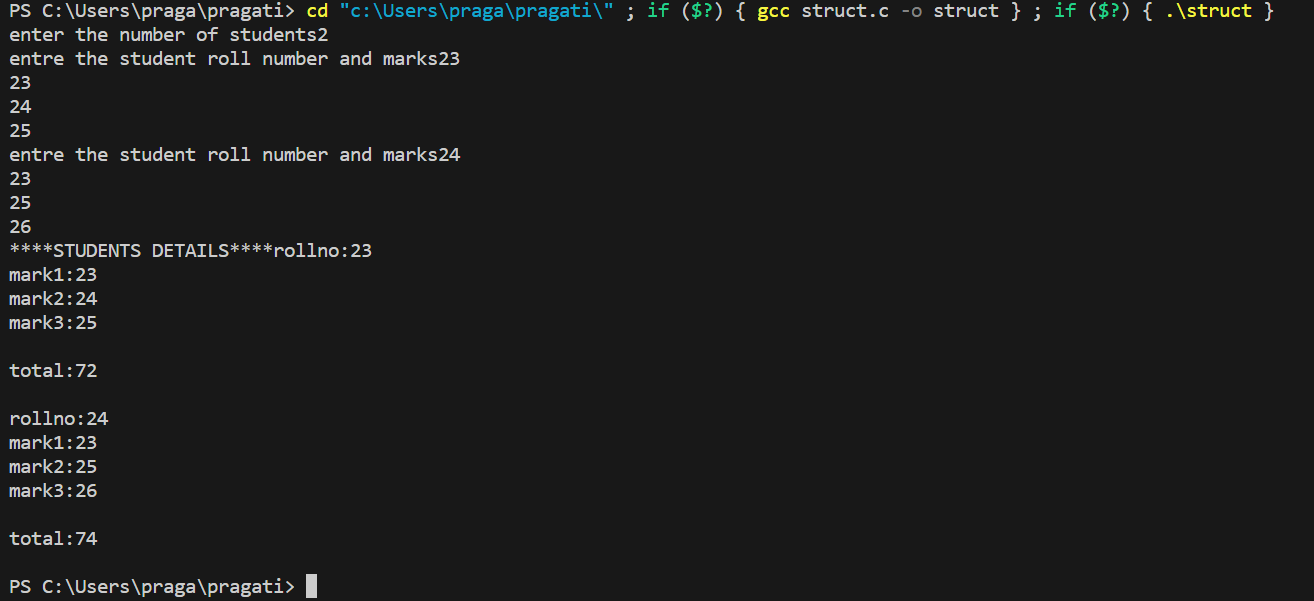 PS C:\Users\praga\pragati> cd "c:\Users\praga\pragati\" ; if ($?) { gcc struct.c -o struct } ; if ($?) { .\struct }
enter the number of students2
entre the student roll number and marks23
23
24
25
entre the student roll number and marks24
23
25
26
****STUDENTS DETAILS****rollno:23
mark1:23
mark2:24
mark3:25
total:72
rollno:24
mark1:23
mark2:25
mark3:26
total:74
PS C:\Users\praga\pragati>